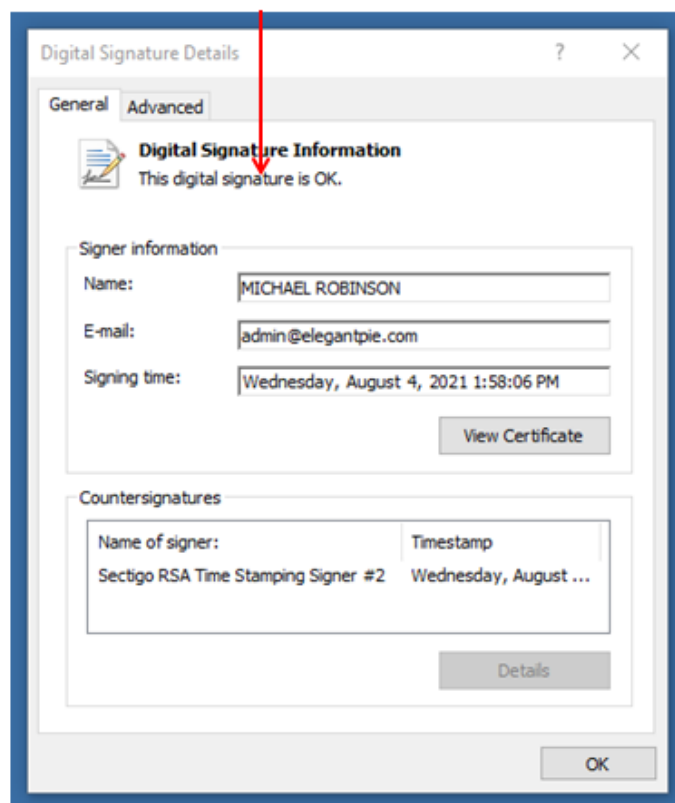 Digital Signature Details ? ×
General Advanced
Digital Signature Information
This digital signature is OK.
Signer information
Name: MICHAEL ROBINSON
E-mail: admin@elegantpie.com
Signing time: Wednesday, August 4, 2021 1:58:06 PM
View Certificate
Countersignatures
Name of signer: Timestamp
Sectigo RSA Time Stamping Signer #2 Wednesday, August ...
Details
OK